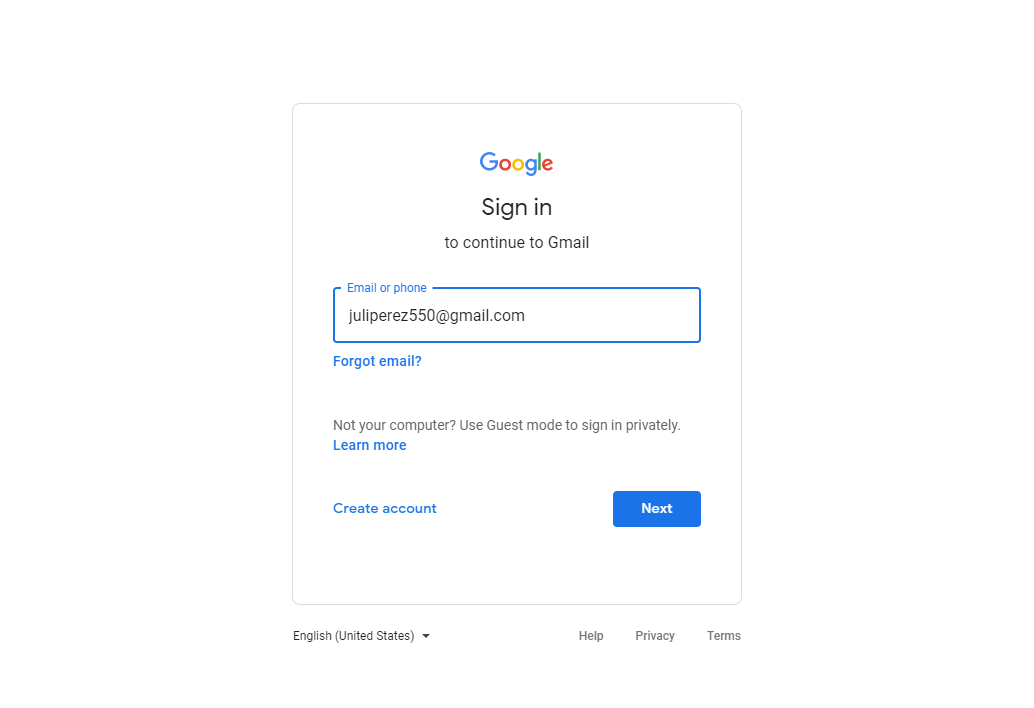 Google
Sign in
to continue to Gmail
Email or phone
juliperez550@gmail.com
Forgot email?
Not your computer? Use Guest mode to sign in privately.
Learn more
Create account
Next
English (United States)
Help
Privacy
Terms